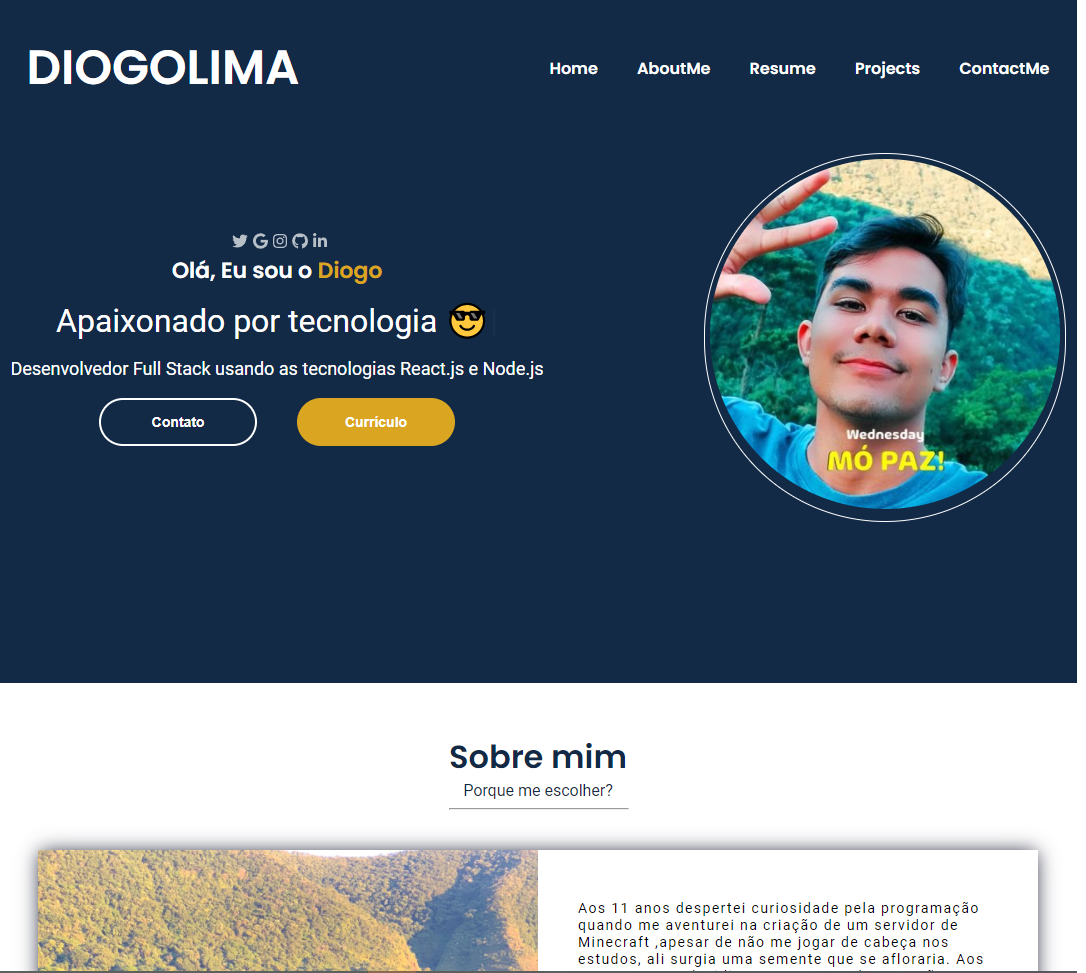 DIOGOLIMA
Home AboutMe Resume Projects ContactMe
Olá, Eu sou o Diogo
Apaixonado por tecnologia 😎
Desenvolvedor Full Stack usando as tecnologias React.js e Node.js
Contato Currículo
Wednesday
MÓ PAZ!
Sobre mim
Porque me escolher?
Aos 11 anos despertei curiosidade pela programação
quando me aventurei na criação de um servidor de
Minecraft ,apesar de não me jogar de cabeça nos
estudos, ali surgia uma semente que se afloraria. Aos